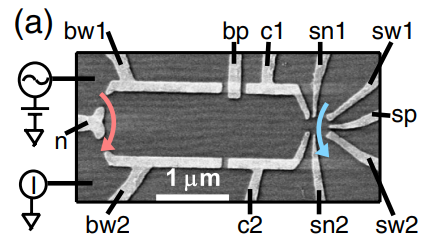 (a) bw1 bp c1 sn1 sw1
n sp
I 1 μm
bw2 c2 sn2 sw2